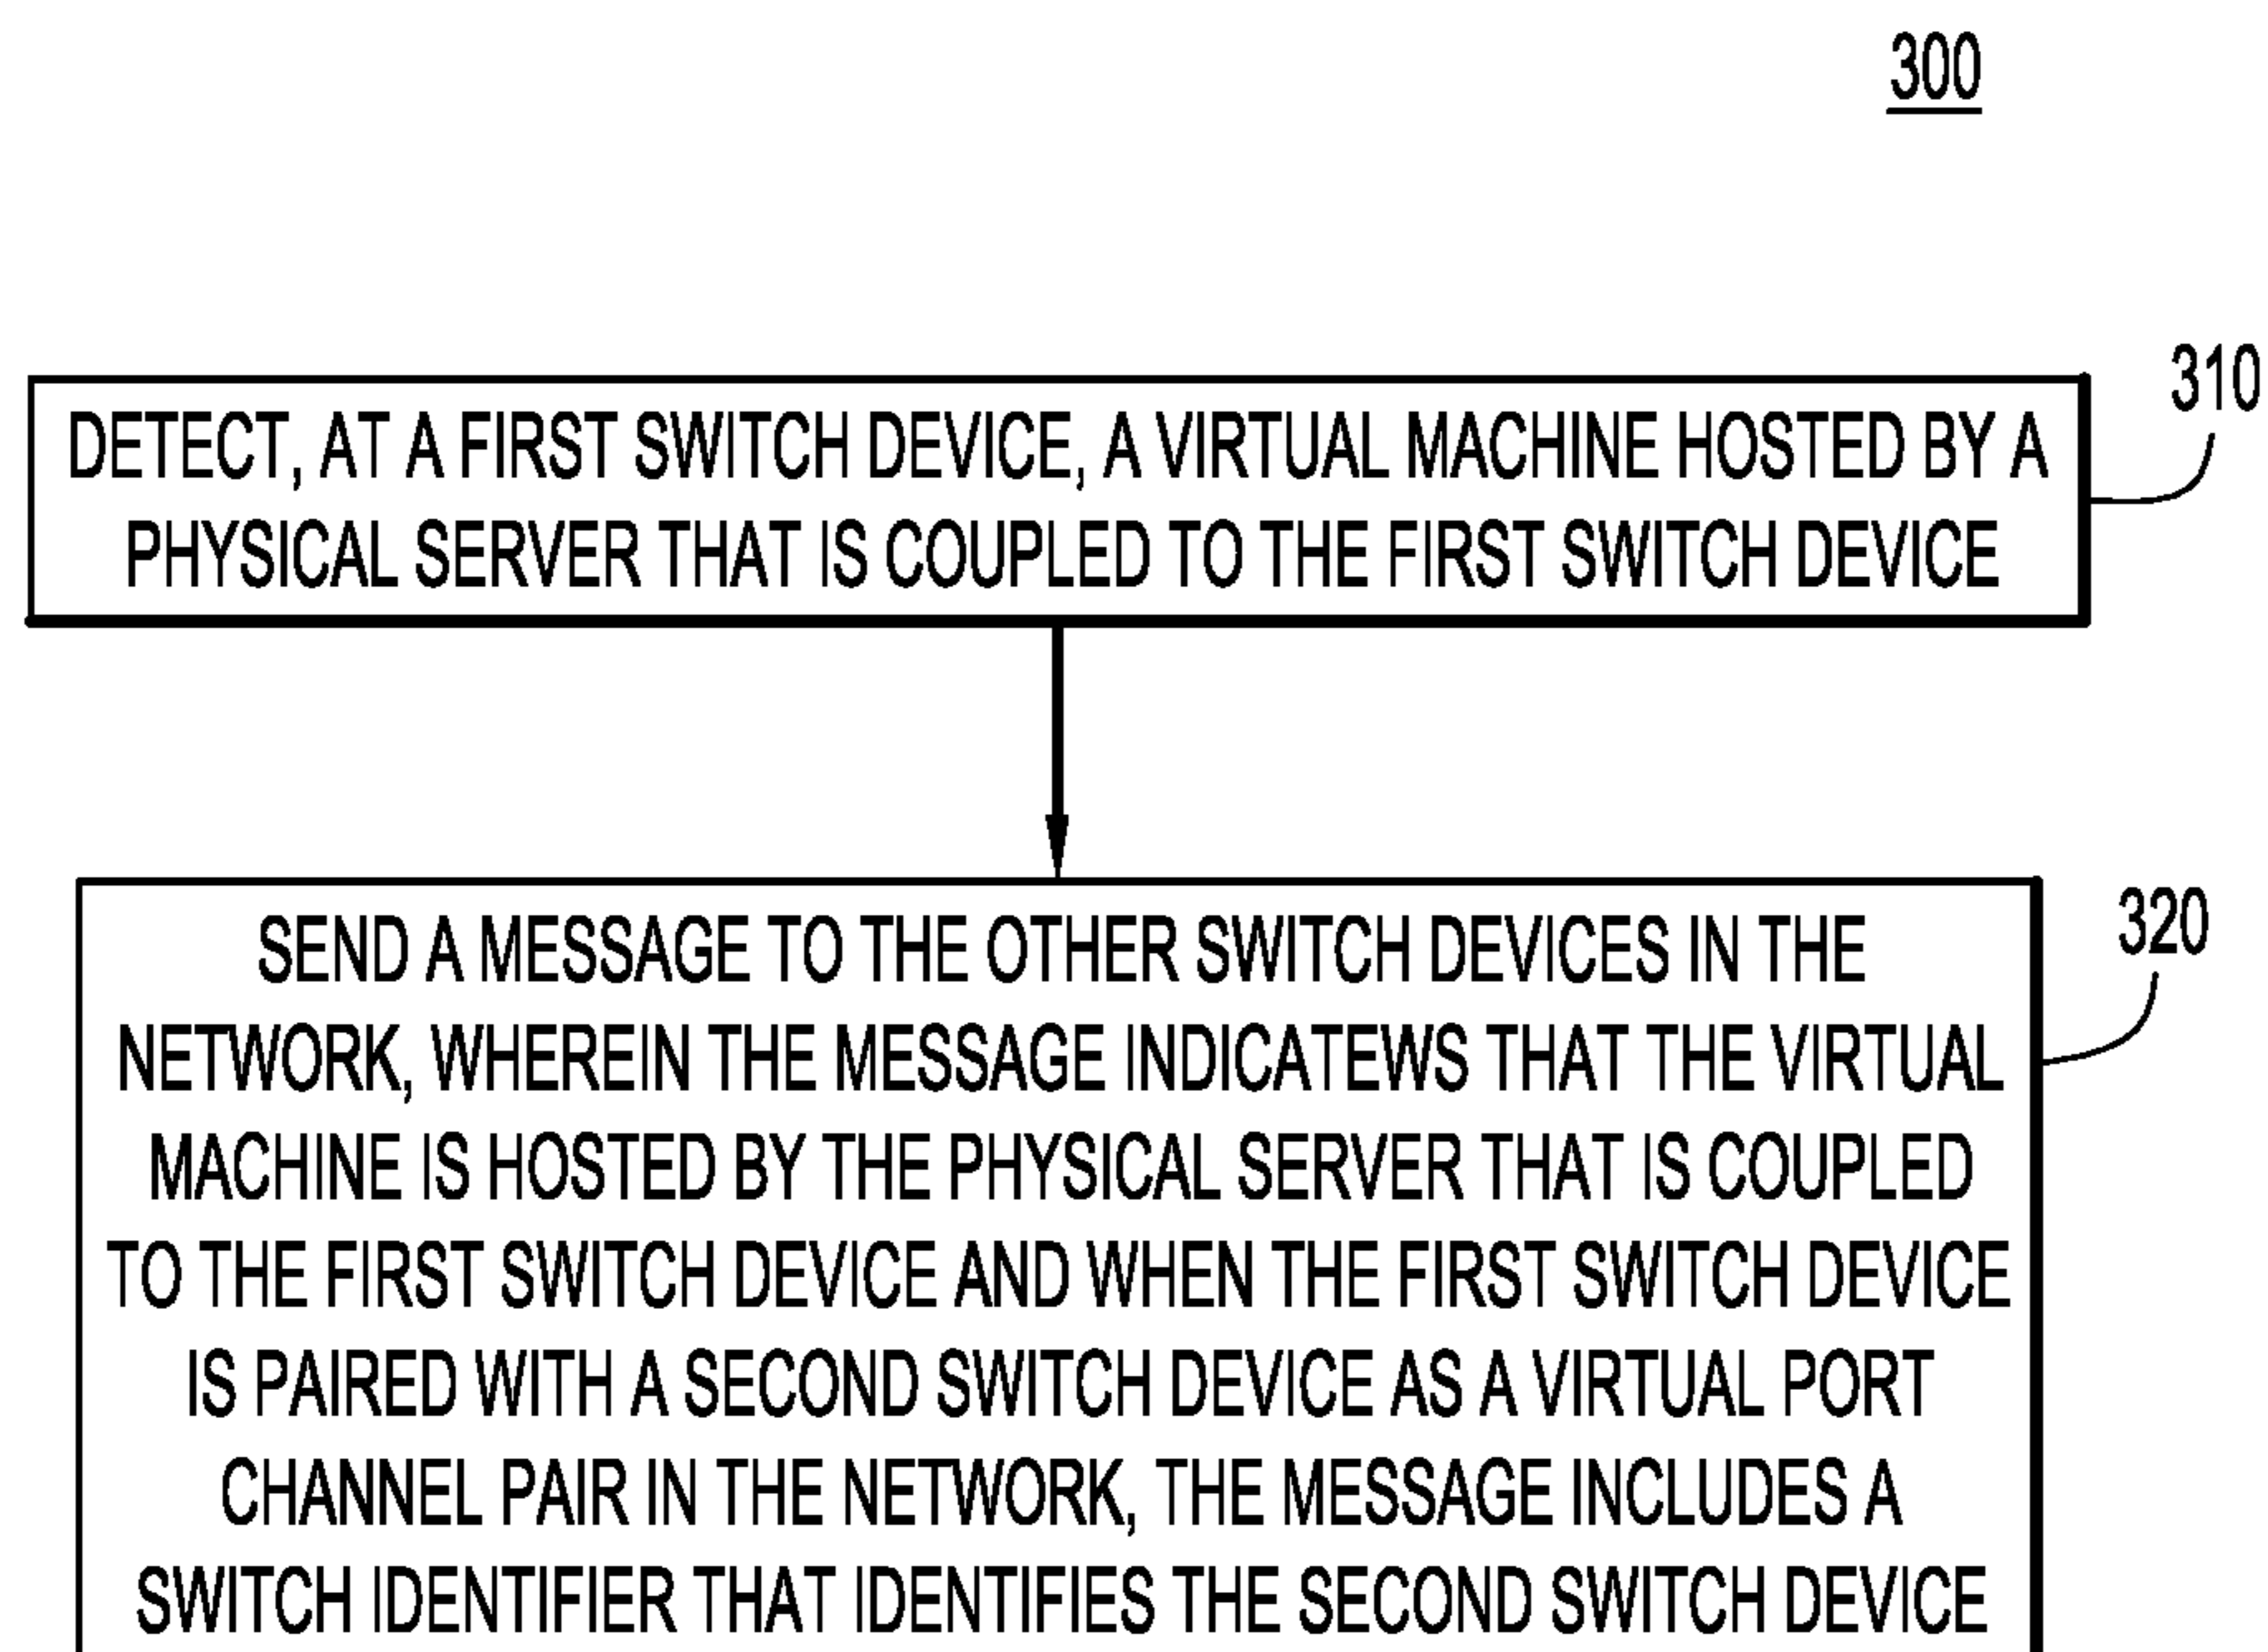 300
310
DETECT, AT A FIRST SWITCH DEVICE, A VIRTUAL MACHINE HOSTED BY A
PHYSICAL SERVER THAT IS COUPLED TO THE FIRST SWITCH DEVICE
320
SEND A MESSAGE TO THE OTHER SWITCH DEVICES IN THE
NETWORK, WHEREIN THE MESSAGE INDICATEWS THAT THE VIRTUAL
MACHINE IS HOSTED BY THE PHYSICAL SERVER THAT IS COUPLED
TO THE FIRST SWITCH DEVICE AND WHEN THE FIRST SWITCH DEVICE
IS PAIRED WITH A SECOND SWITCH DEVICE AS A VIRTUAL PORT
CHANNEL PAIR IN THE NETWORK, THE MESSAGE INCLUDES A
SWITCH IDENTIFIER THAT IDENTIFIES THE SECOND SWITCH DEVICE